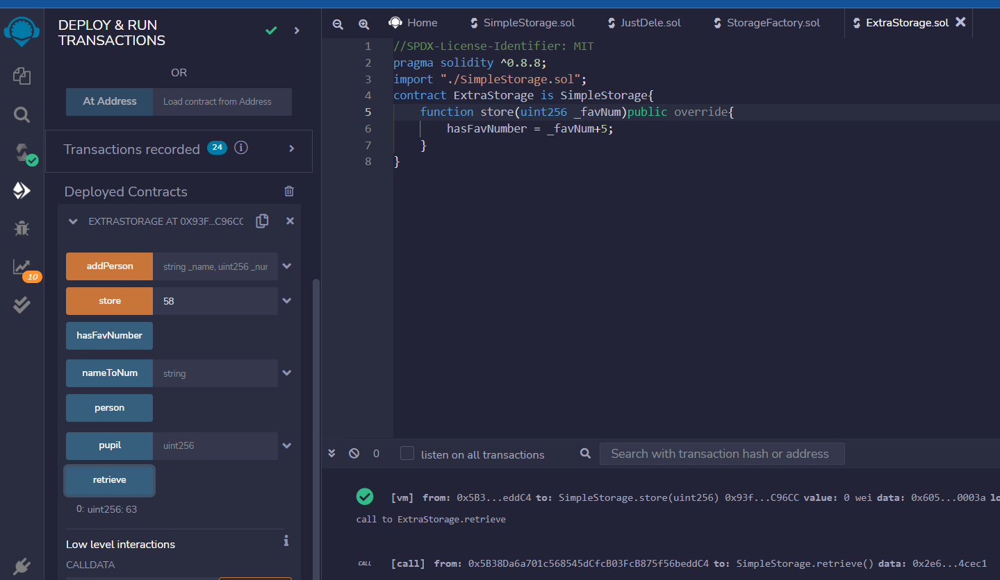 DEPLOY & RUN
TRANSACTIONS
OR
At Address Load contract from Address
Transactions recorded 24
Deployed Contracts
EXTRASTORAGE AT 0X93F...C96CC
addPerson string _name, uint256 _nur
store 58
hasFavNumber
nameToNum string
person
pupil uint256
retrieve
0: uint256: 63
Low level interactions
CALLDATA
10
Home SimpleStorage.sol JustDele.sol StorageFactory.sol ExtraStorage.sol
1 //SPDX-License-Identifier: MIT
2 pragma solidity ^0.8.8;
3 import "./SimpleStorage.sol";
4 contract ExtraStorage is SimpleStorage{
5 function store(uint256 _favNum)public override{
6 hasFavNumber = _favNum+5;
7 }
8 }
0 listen on all transactions Search with transaction hash or address
[vm] from: 0x5B3...eddC4 to: SimpleStorage.store(uint256) 0x93f...C96CC value: 0 wei data: 0x605...0003a lo
call to ExtraStorage.retrieve
CALL [call] from: 0x5B38Da6a701c568545dCfcB03FcB875f56beddC4 to: SimpleStorage.retrieve() data: 0x2e6...4cec1